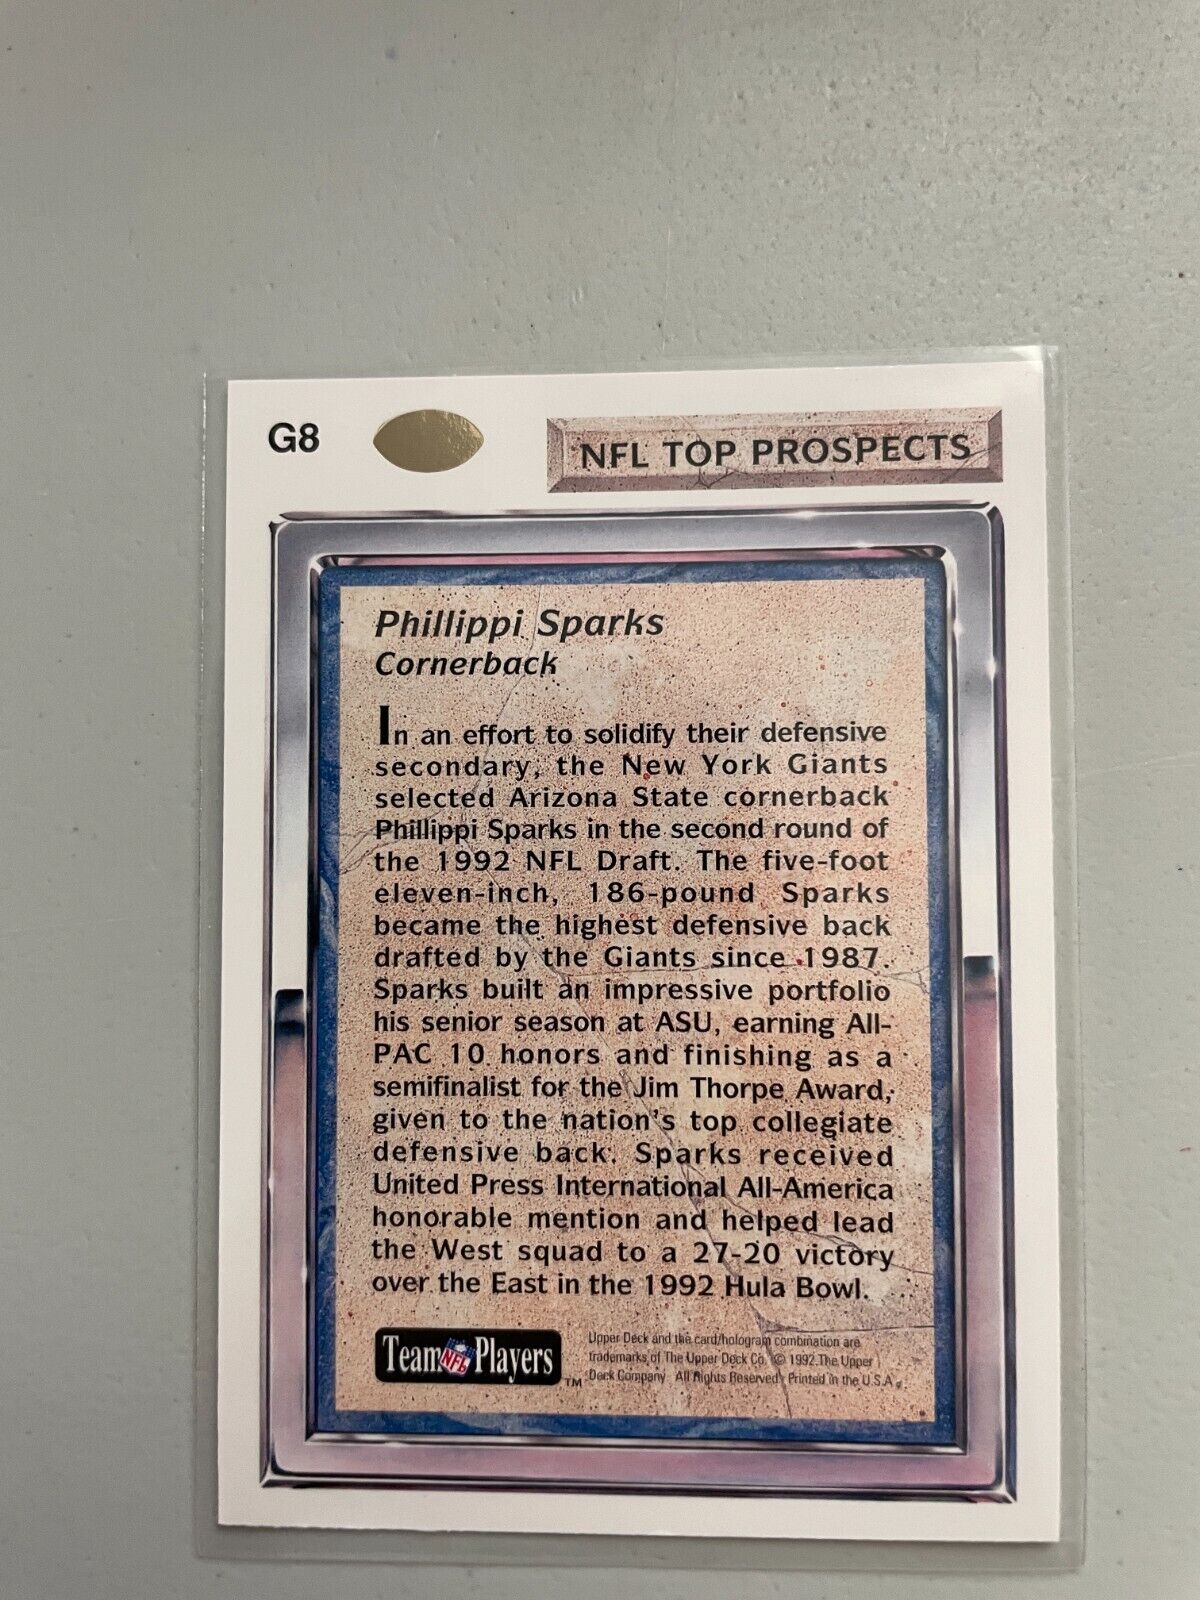 G8
NFL TOP PROSPECTS
Phillippi Sparks
Cornerback
In an effort to solidify their defensive
secondary, the New York Giants
selected Arizona State cornerback
Phillippi Sparks in the second round of
the 1992 NFL Draft. The five-foot
eleven-inch, 186-pound Sparks
became the highest defensive back
drafted by the Giants since 1987.
Sparks built an impressive portfolio
his senior season at ASU, earning All-
PAC 10 honors and finishing as a
semifinalist for the Jim Thorpe Award,
given to the nation's top collegiate
defensive back. Sparks received
United Press International All-America
honorable mention and helped lead
the West squad to a 27-20 victory
over the East in the 1992 Hula Bowl.
Team NFL Players TM
Upper Deck and the card/hologram combination are
trademarks of The Upper Deck Co. © 1992 The Upper
Deck Company. All Rights Reserved. Printed in the U.S.A.